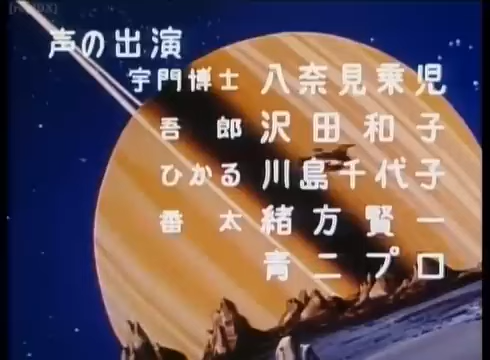 声の出演
宇門博士 八奈見乗児
吾郎 沢田和子
ひかる 川島千代子
番太 緒方賢一
青二プロ